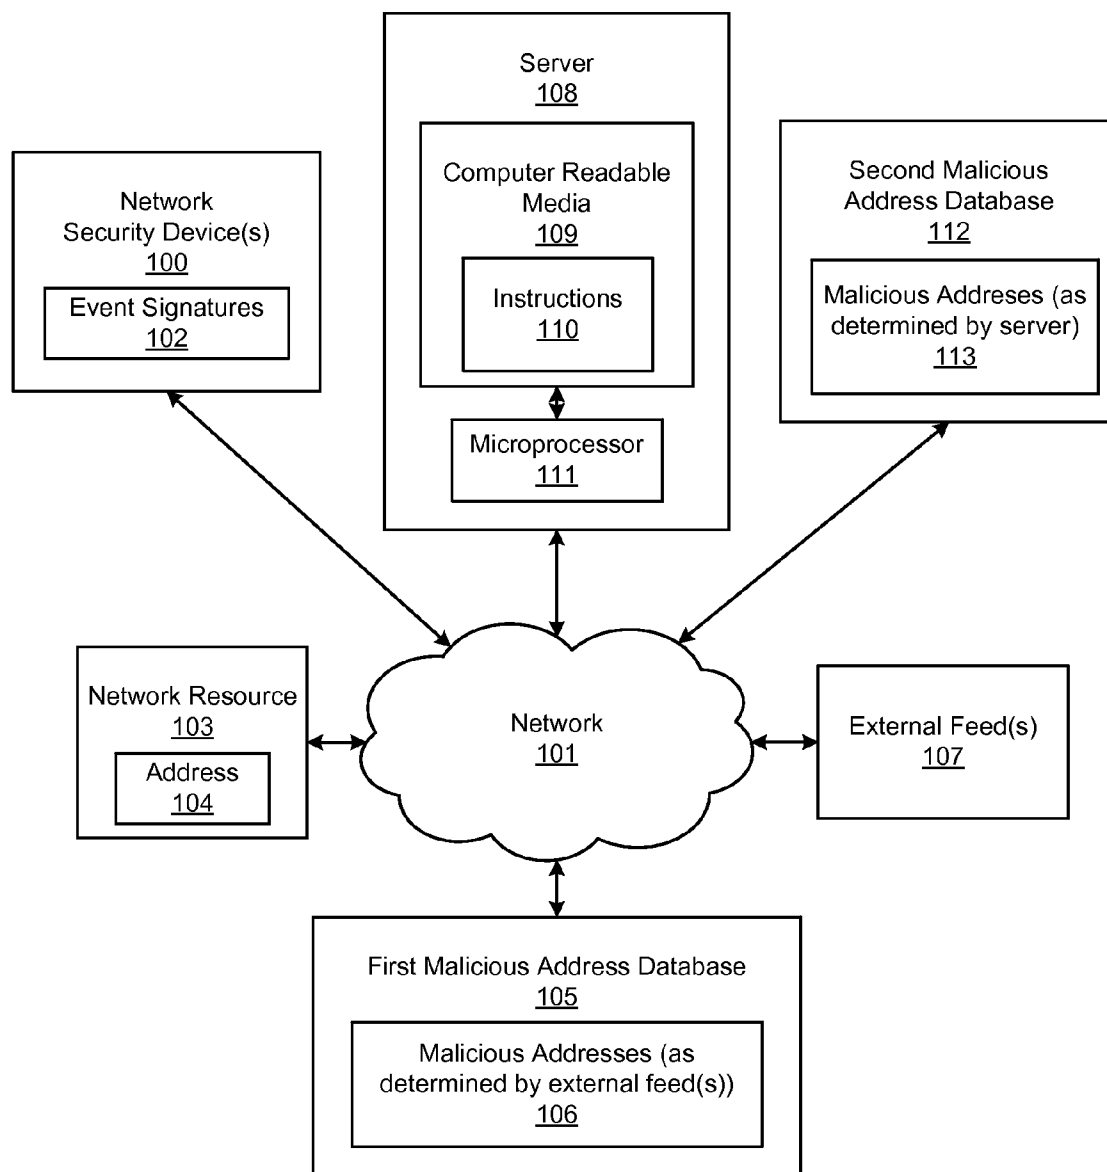 Server
108
Computer Readable
Media
109
Instructions
110
Microprocessor
111
Network
Security Device(s)
100
Event Signatures
102
Second Malicious
Address Database
112
Malicious Addreses (as
determined by server)
113
Network Resource
103
Address
104
Network
101
External Feed(s)
107
First Malicious Address Database
105
Malicious Addresses (as
determined by external feed(s))
106